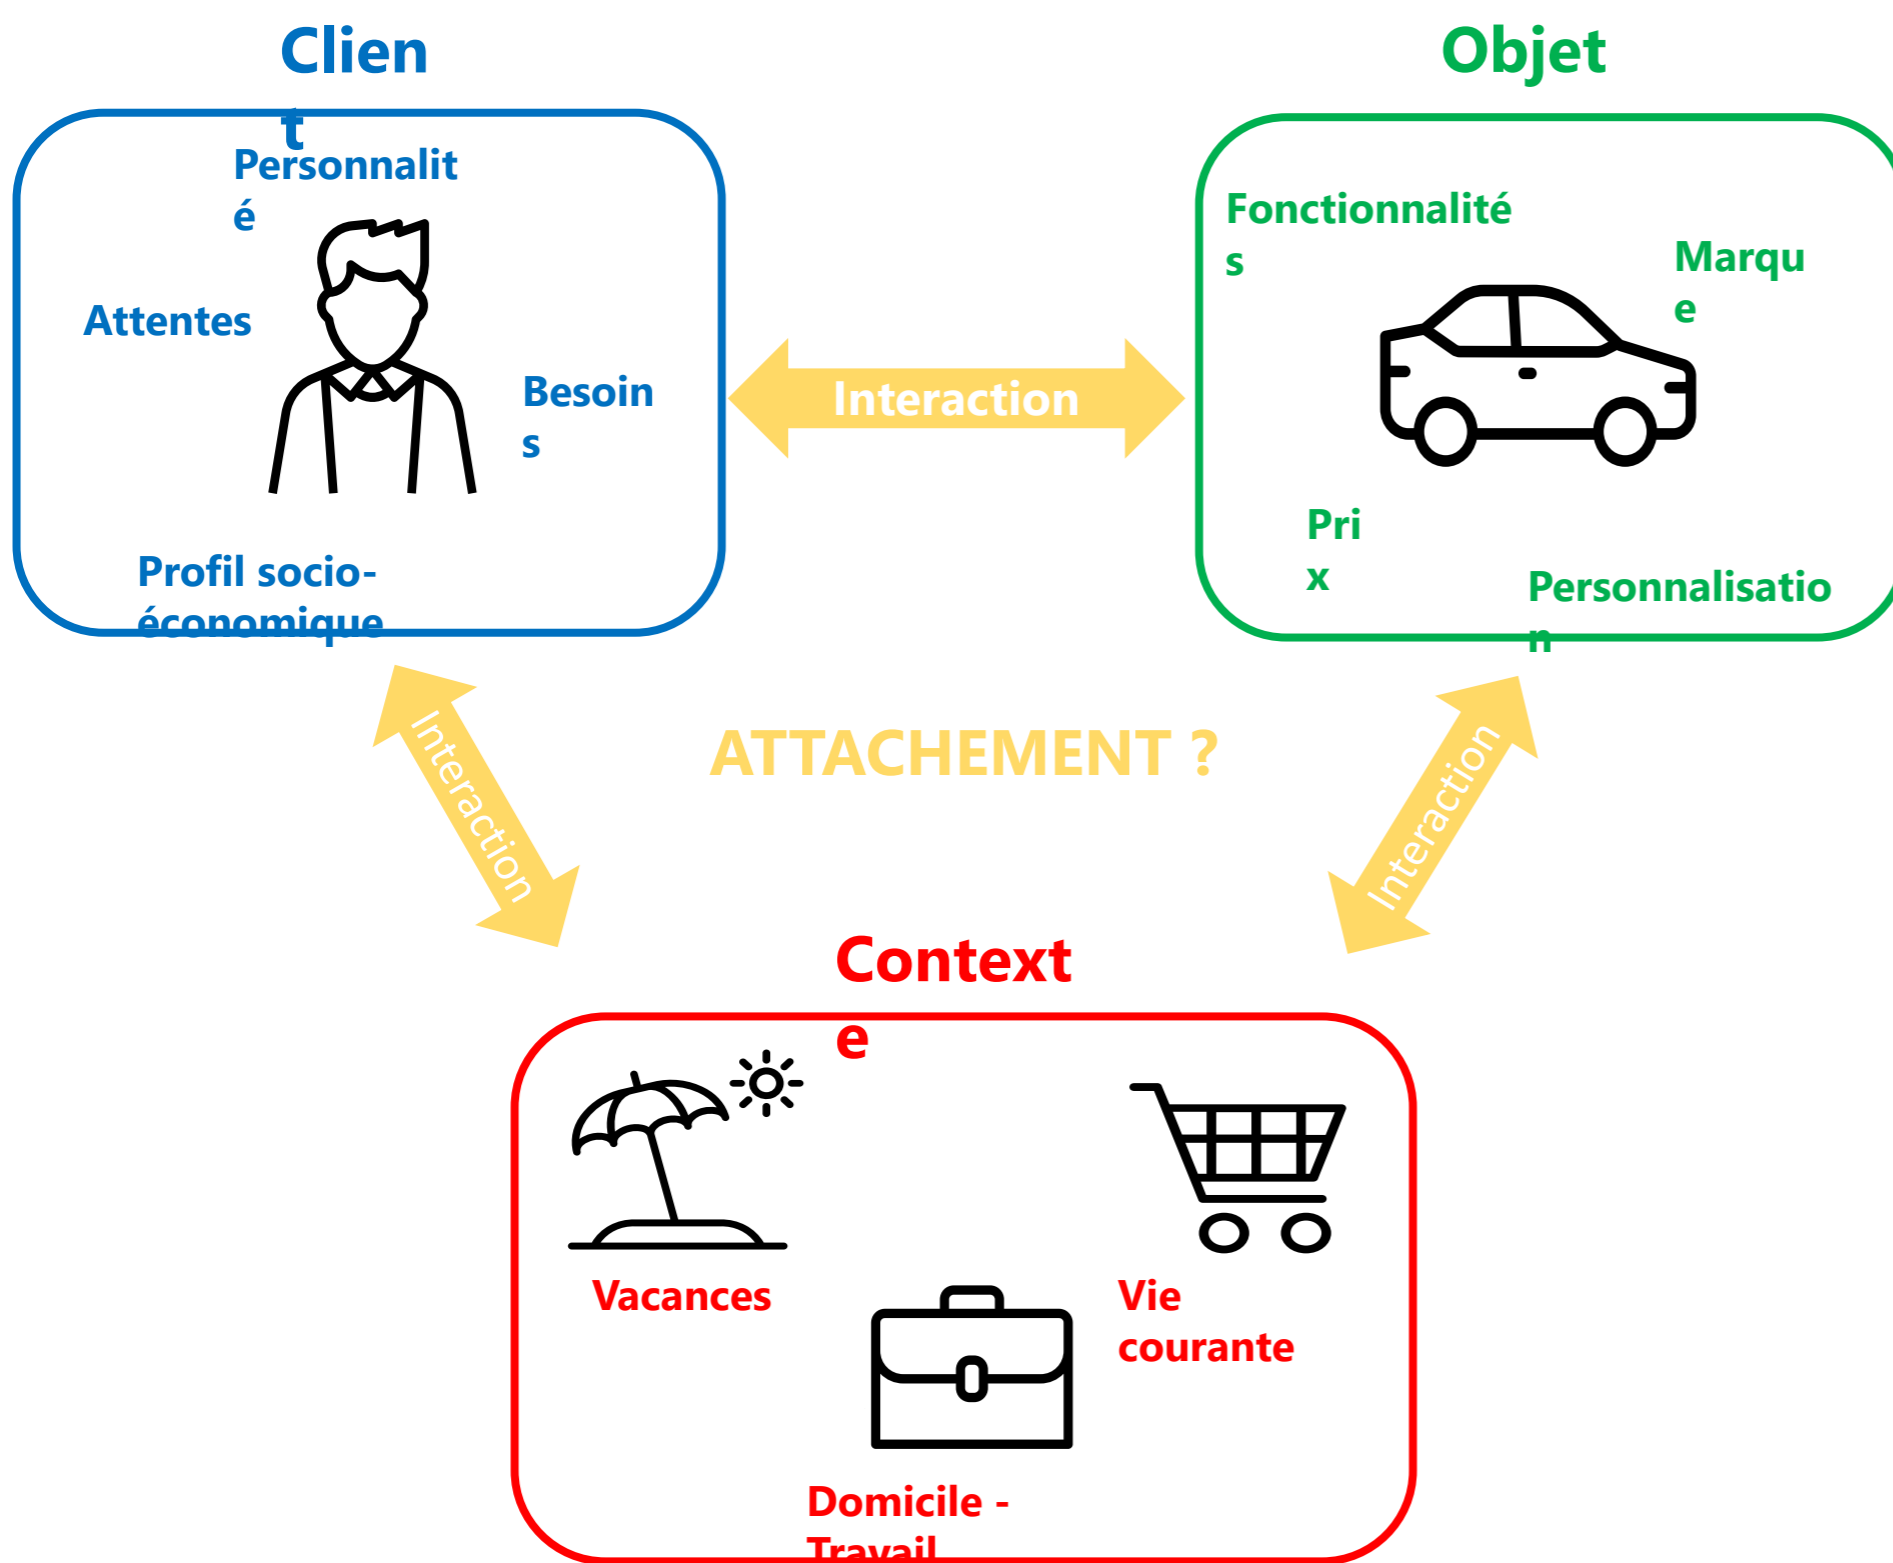 Clien
t
Personnalit
é
Attentes
Besoin
s
Profil socio-
économique
Interaction
Objet
Fonctionnalité
s
Marqu
e
Pri
x
Personnalisatio
n
Interaction
ATTACHEMENT ?
Interaction
Context
e
Vacances
Vie
courante
Domicile -
Travail